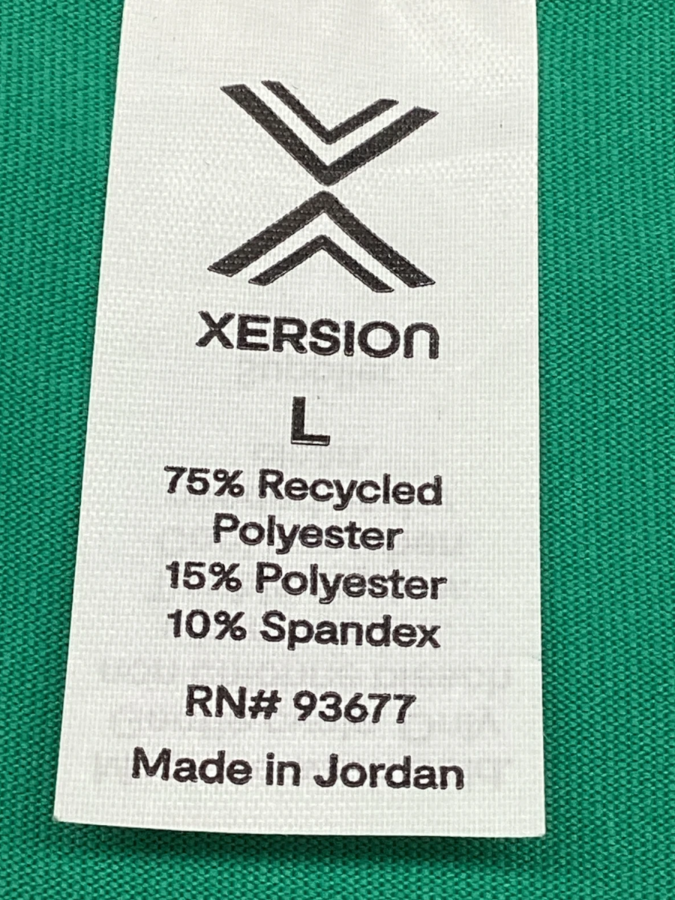 XERSION
L
75% Recycled
Polyester
15% Polyester
10% Spandex
RN# 93677
Made in Jordan